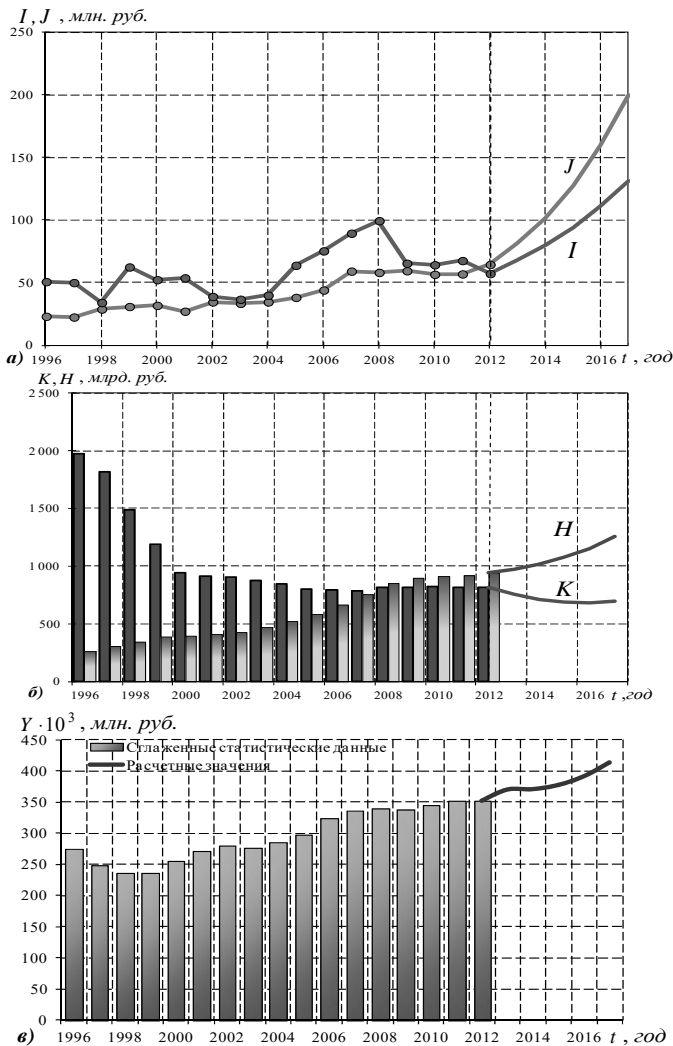 I , J , млн. руб.
250
200
150
100
50
0
J
I
1996 1998 2000 2002 2004 2006 2008 2010 2012 2014 2016
а) t , год
K, H , млрд. руб.
2 500
2 000
1 500
1 000
500
0
H
K
1996 1998 2000 2002 2004 2006 2008 2010 2012 2014 2016
б) t , год
Y · 10³ , млн. руб.
450
400
350
300
250
200
150
100
50
0
Сглаженные статистические данные
Расчетные значения
1996 1998 2000 2002 2004 2006 2008 2010 2012 2014 2016
в) t , год